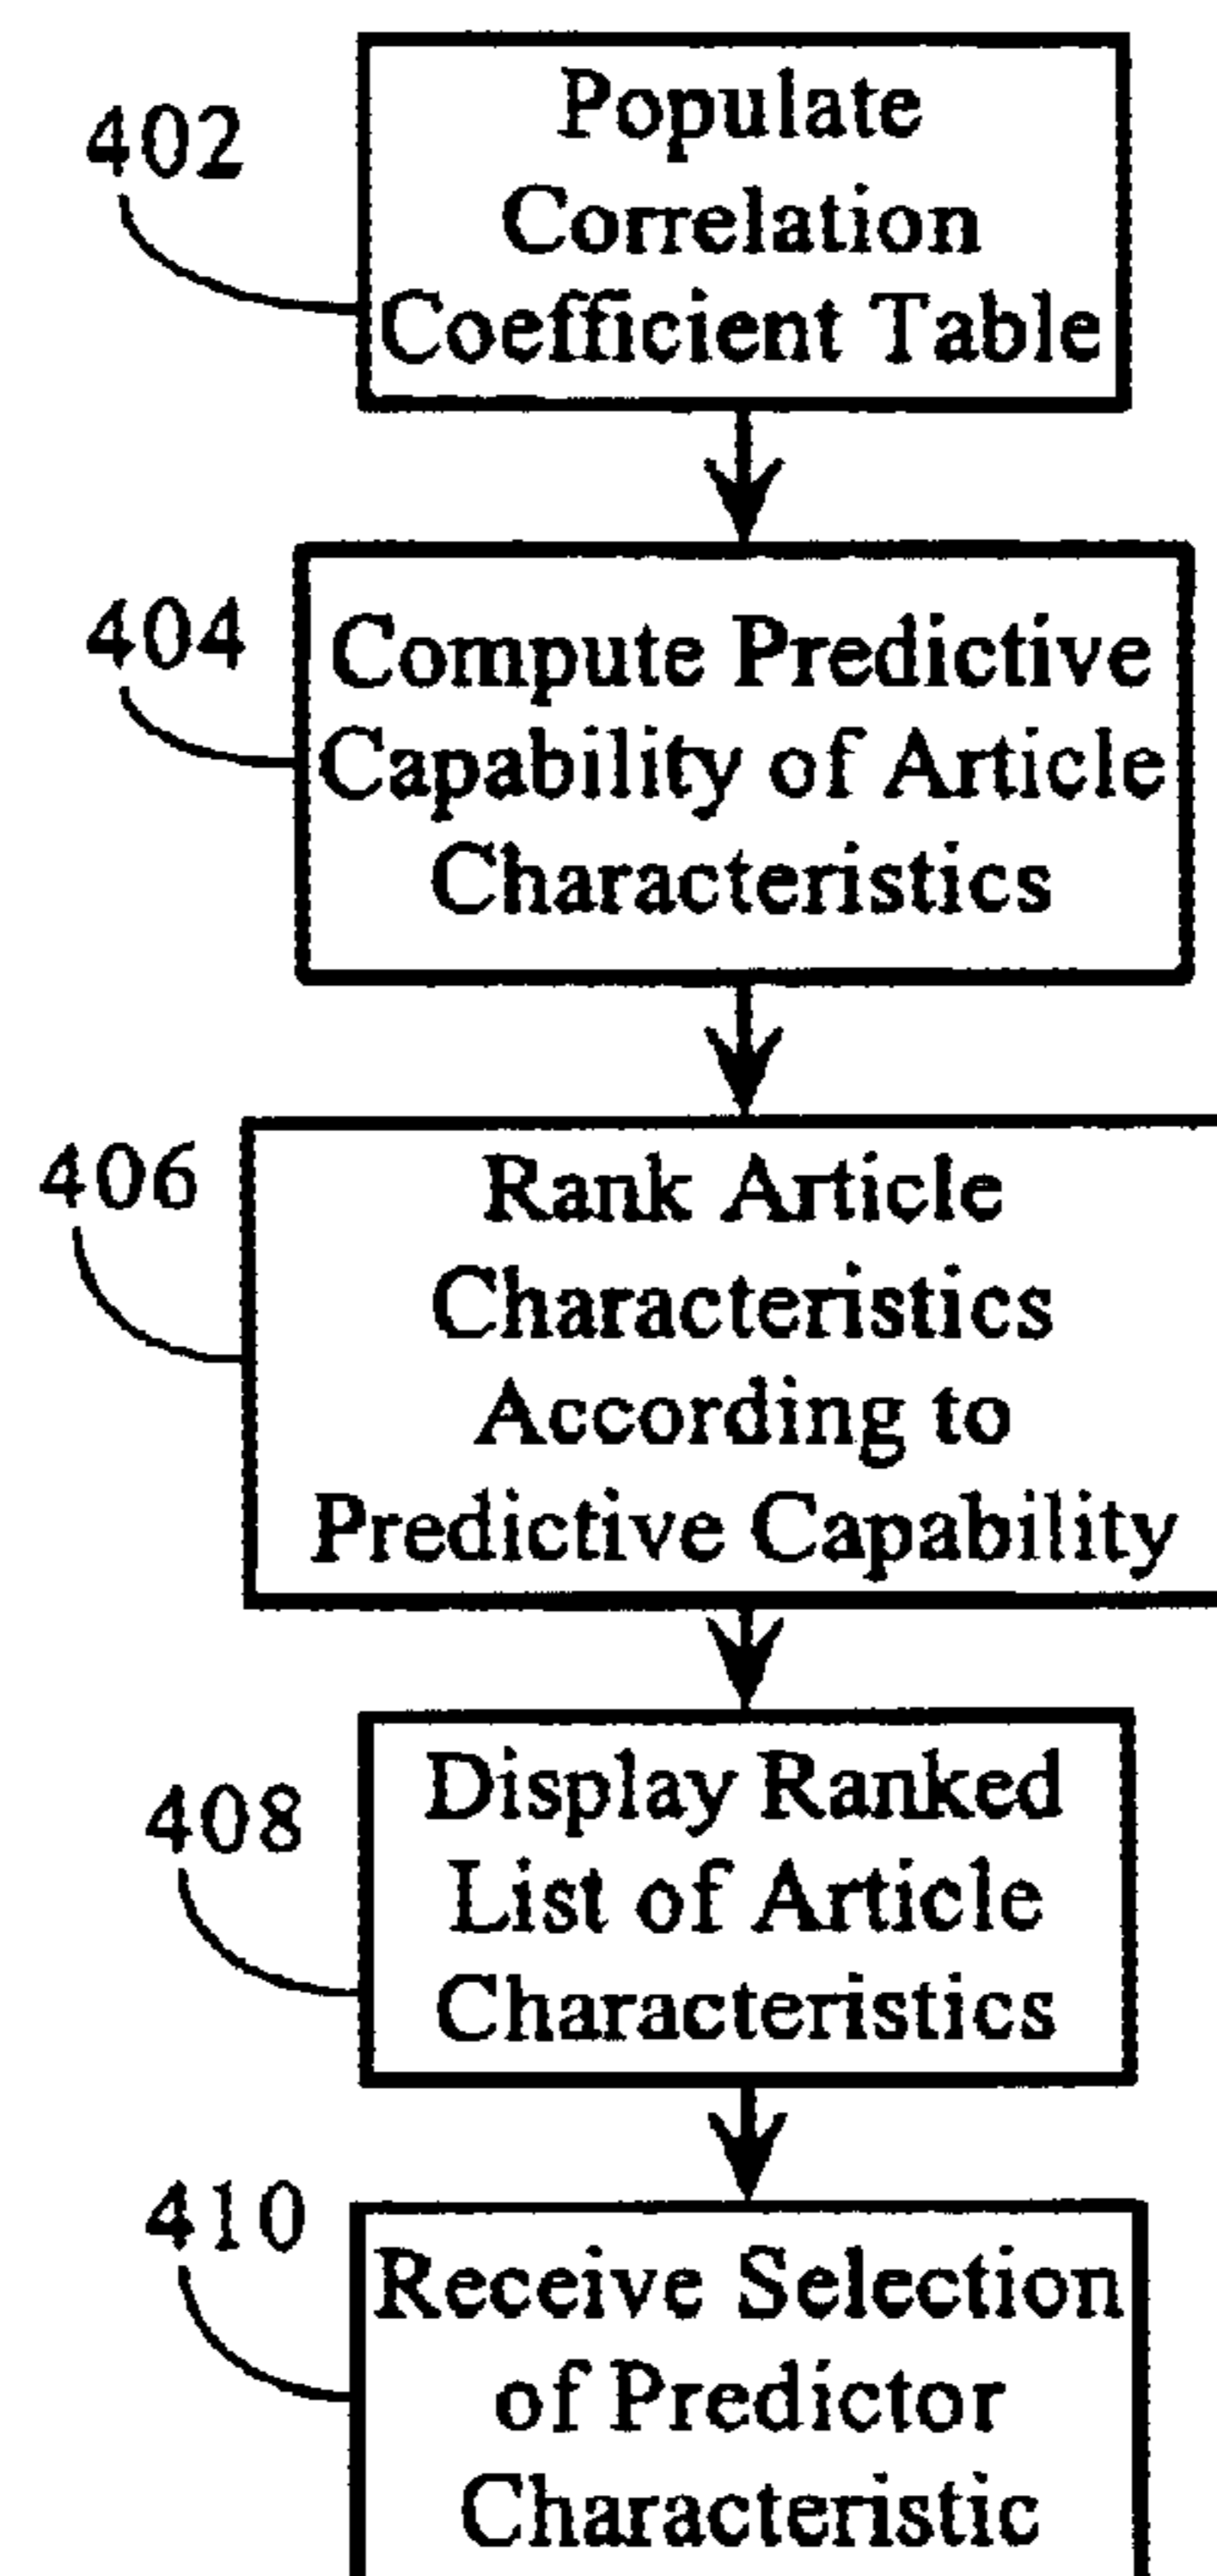 402
Populate
Correlation
Coefficient Table
404
Compute Predictive
Capability of Article
Characteristics
406
Rank Article
Characteristics
According to
Predictive Capability
408
Display Ranked
List of Article
Characteristics
410
Receive Selection
of Predictor
Characteristic